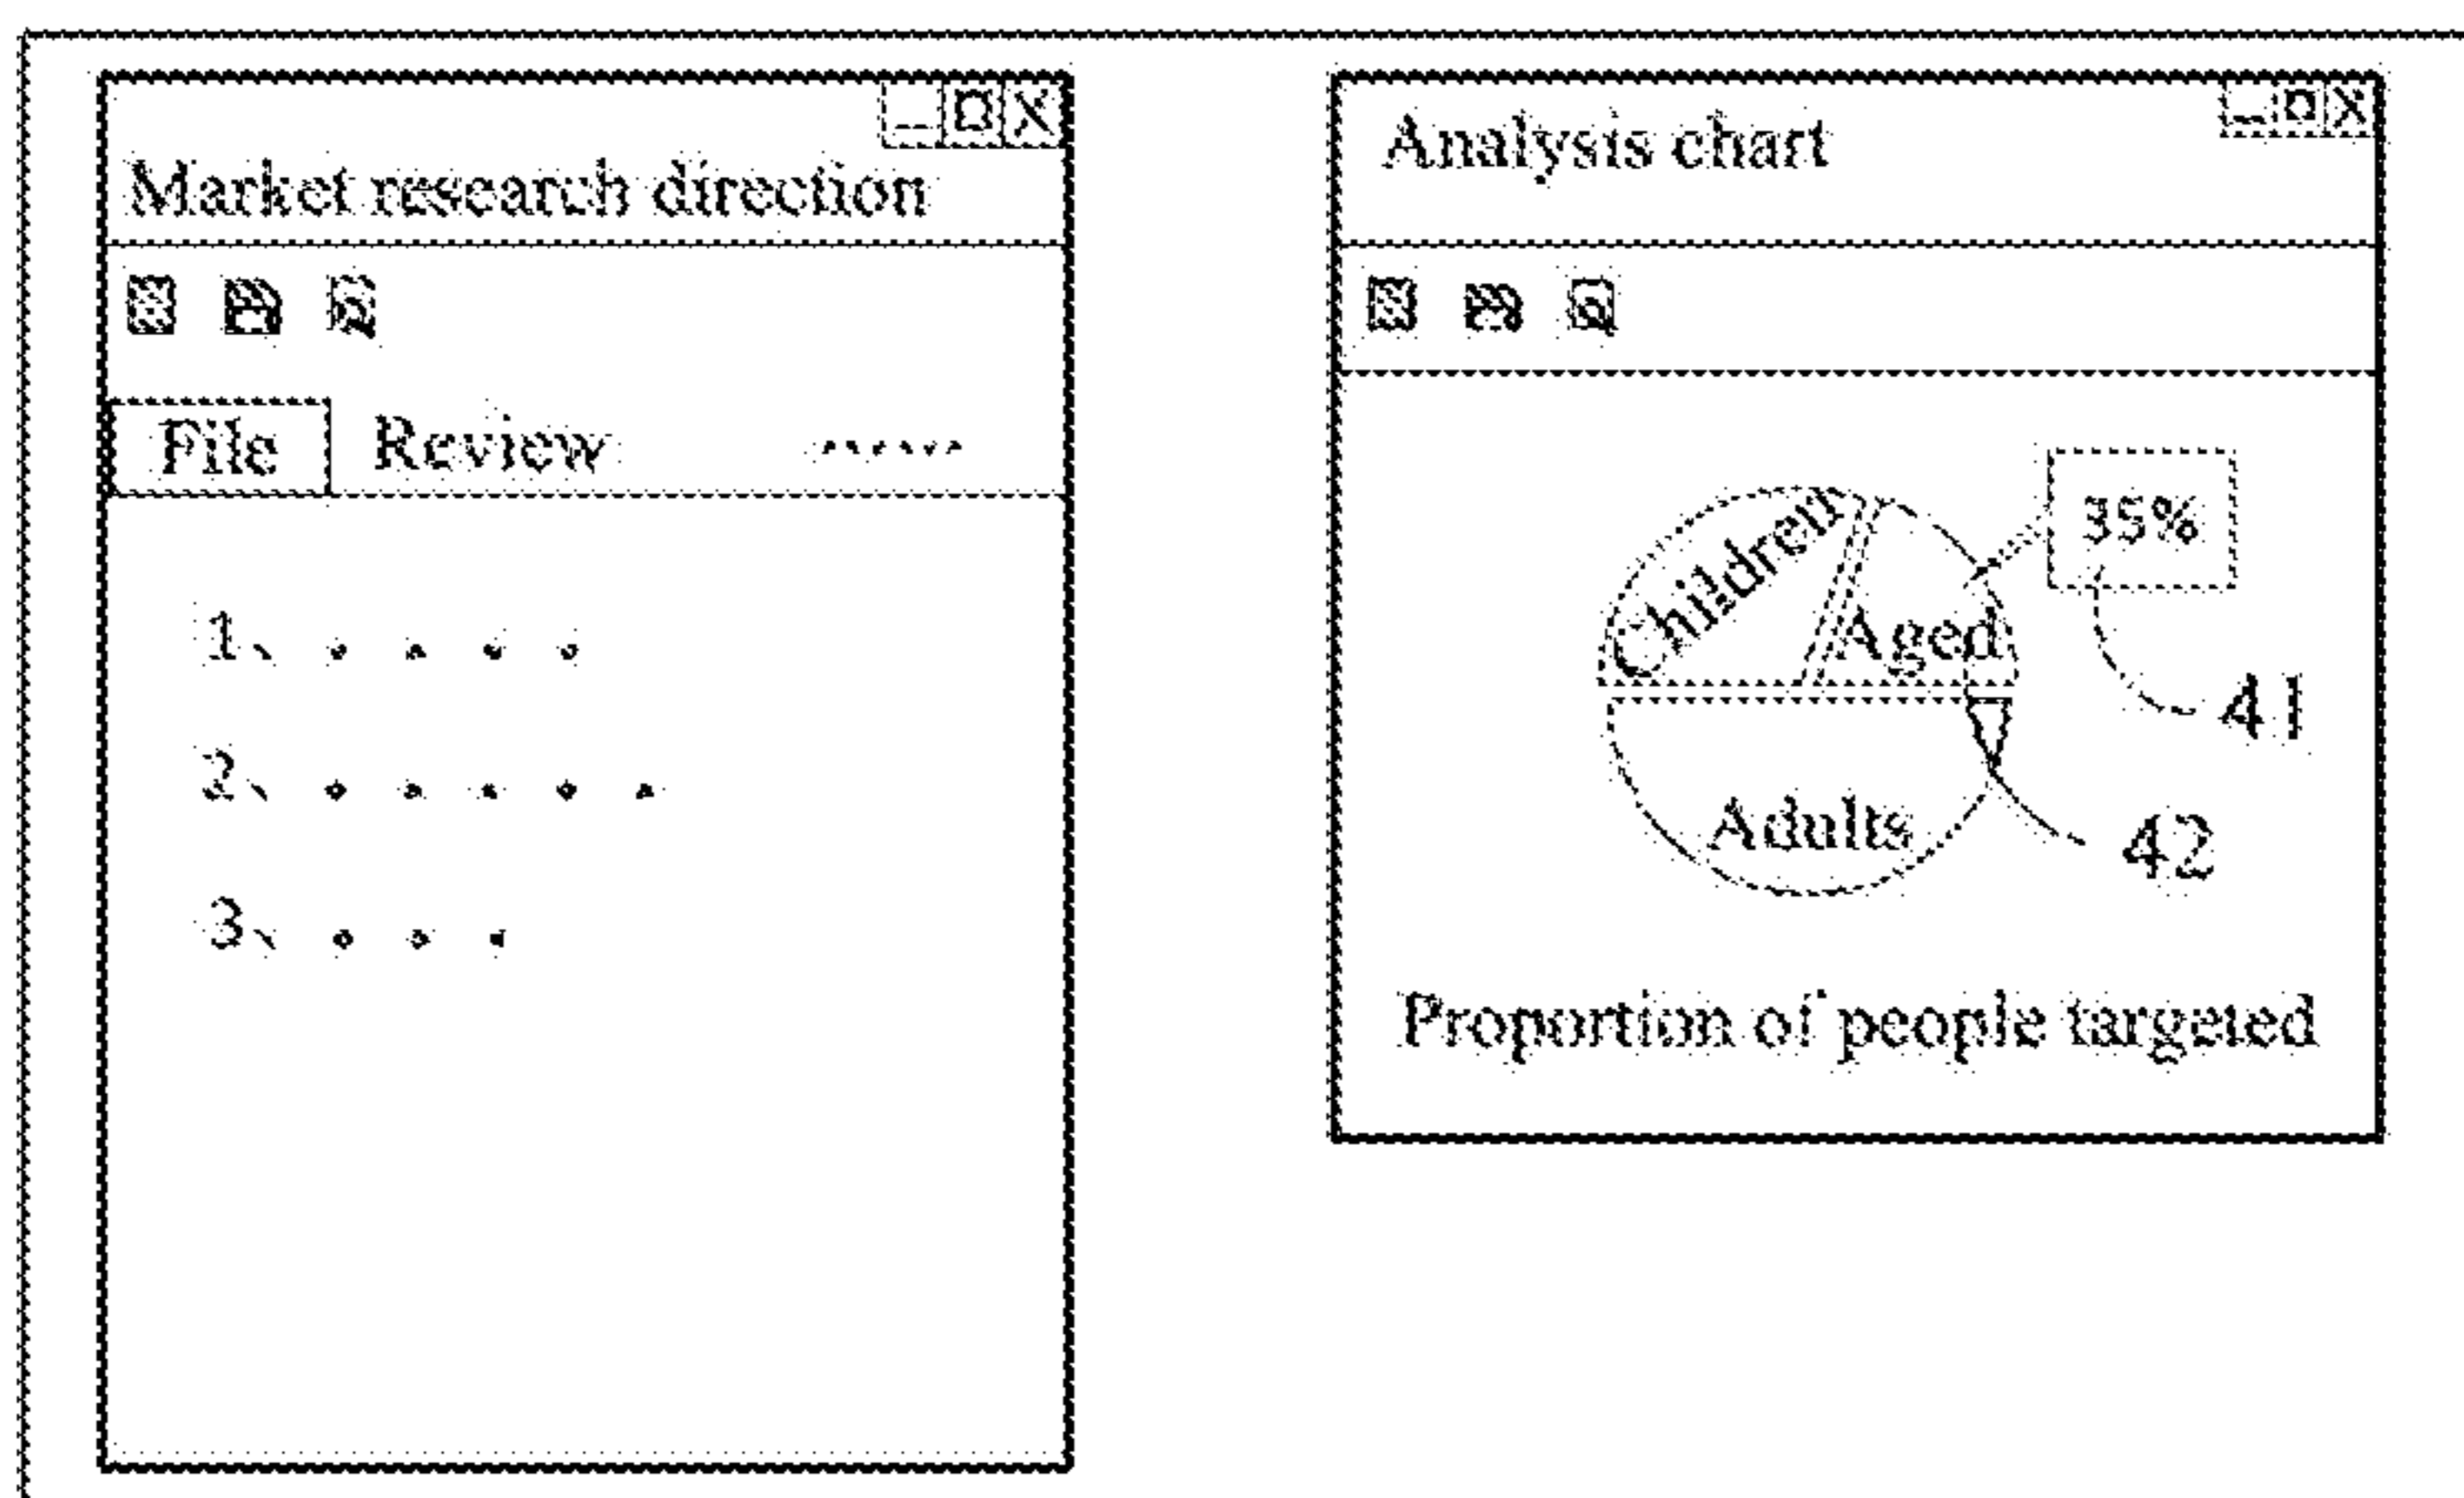 Market research direction
File Review ......
1、。。。。
2、。。。。。
3、。。。
Analysis chart
35%
Children
Aged
41
Adults
42
Proportion of people targeted